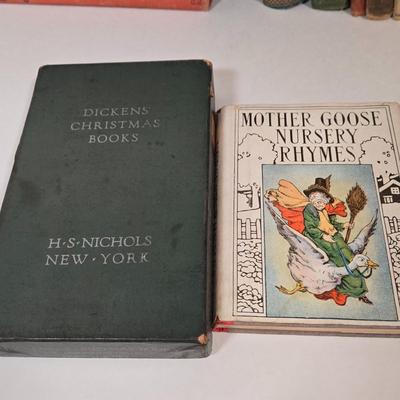 DICKENS
CHRISTMAS
BOOKS
H·S·NICHOLS
NEW·YORK
MOTHER GOOSE
NURSERY
RHYMES